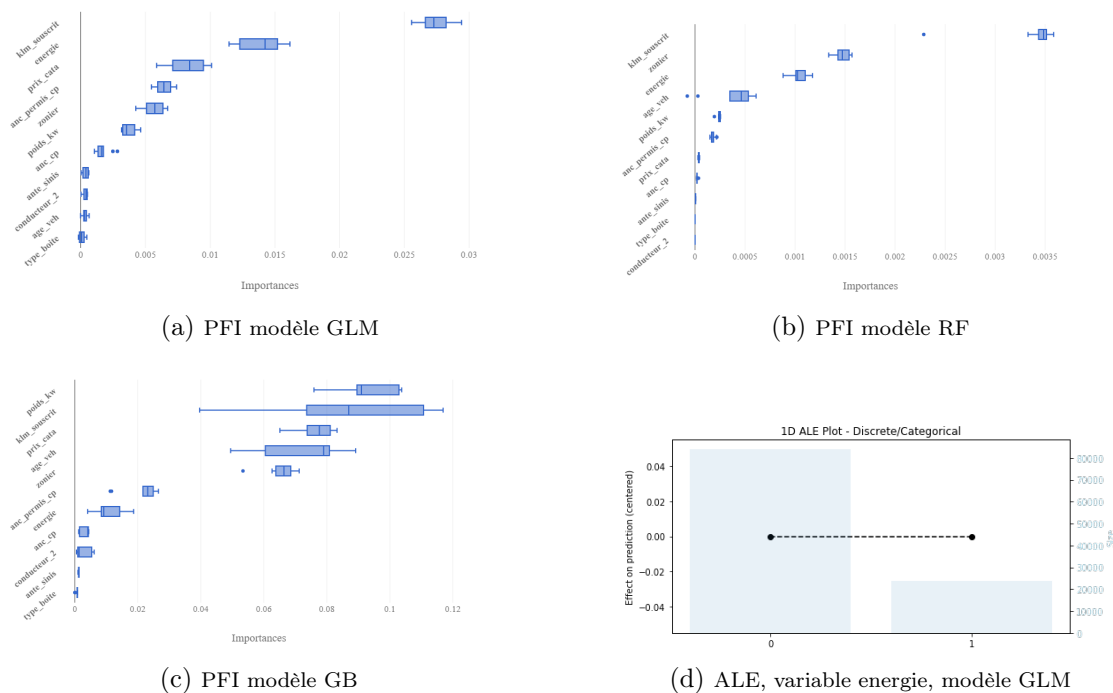 klm_souscrit
energie
prix_cata
anc_permis_cp
zonier
poids_kw
anc_cp
ante_sinis
conducteur_2
age_veh
type_boite
0 0.005 0.01 0.015 0.02 0.025 0.03
Importances
(a) PFI modèle GLM
klm_souscrit
zonier
energie
age_veh
poids_kw
anc_permis_cp
prix_cata
anc_cp
ante_sinis
type_boite
conducteur_2
0 0.0005 0.001 0.0015 0.002 0.0025 0.003 0.0035
Importances
(b) PFI modèle RF
poids_kw
klm_souscrit
prix_cata
age_veh
zonier
anc_permis_cp
energie
anc_cp
conducteur_2
ante_sinis
type_boite
0 0.02 0.04 0.06 0.08 0.1 0.12
Importances
(c) PFI modèle GB
1D ALE Plot - Discrete/Categorical
Effect on prediction (centered)
0.04
0.02
0.00
−0.02
−0.04
0 1
80000
70000
60000
50000
40000
30000
20000
10000
0
size
(d) ALE, variable energie, modèle GLM